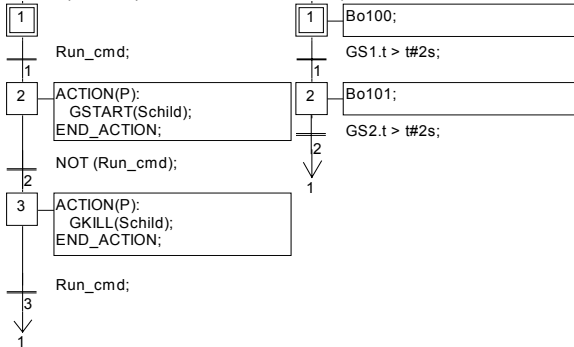 1
Run_cmd;
1
2
ACTION(P):
GSTART(Schild);
END_ACTION;
NOT (Run_cmd);
2
3
ACTION(P):
GKILL(Schild);
END_ACTION;
Run_cmd;
3
1
1
Bo100;
GS1.t > t#2s;
1
2
Bo101;
GS2.t > t#2s;
2
1